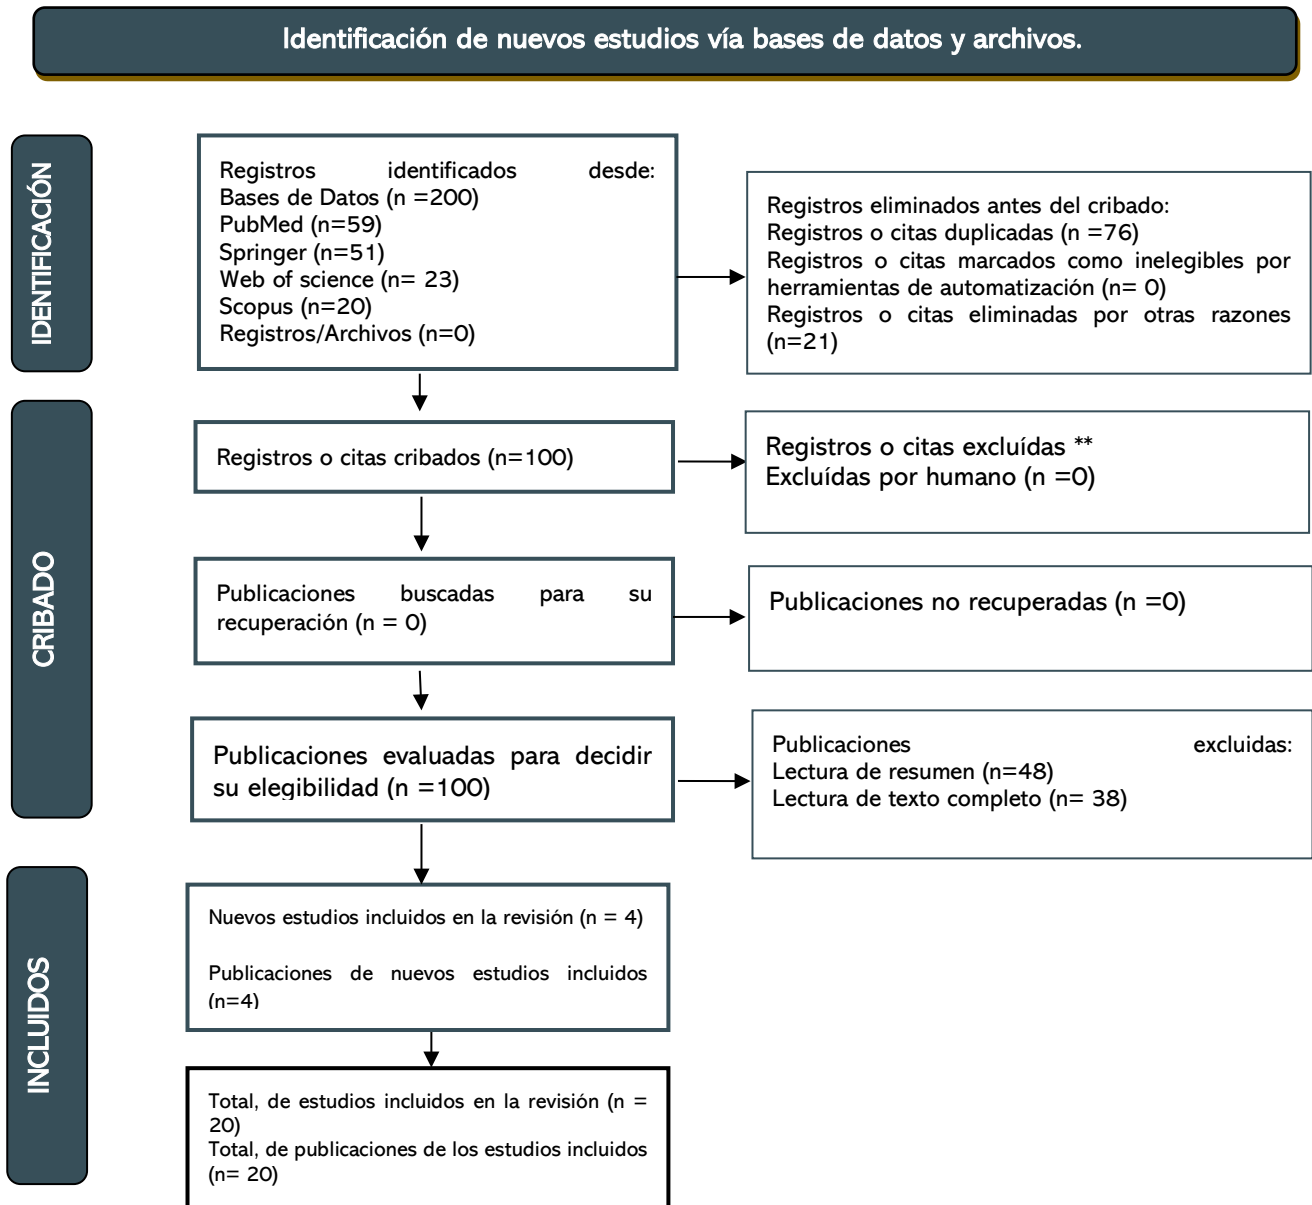 Identificación de nuevos estudios vía bases de datos y archivos.
IDENTIFICACIÓN
Registros identificados desde:
Bases de Datos (n =200)
PubMed (n=59)
Springer (n=51)
Web of science (n= 23)
Scopus (n=20)
Registros/Archivos (n=0)
Registros eliminados antes del cribado:
Registros o citas duplicadas (n =76)
Registros o citas marcados como inelegibles por
herramientas de automatización (n= 0)
Registros o citas eliminadas por otras razones
(n=21)
CRIBADO
Registros o citas cribados (n=100)
Registros o citas excluídas **
Excluídas por humano (n =0)
Publicaciones buscadas para su
recuperación (n = 0)
Publicaciones no recuperadas (n =0)
Publicaciones evaluadas para decidir
su elegibilidad (n =100)
Publicaciones excluidas:
Lectura de resumen (n=48)
Lectura de texto completo (n= 38)
INCLUIDOS
Nuevos estudios incluidos en la revisión (n = 4)
Publicaciones de nuevos estudios incluidos
(n=4)
Total, de estudios incluidos en la revisión (n =
20)
Total, de publicaciones de los estudios incluidos
(n= 20)